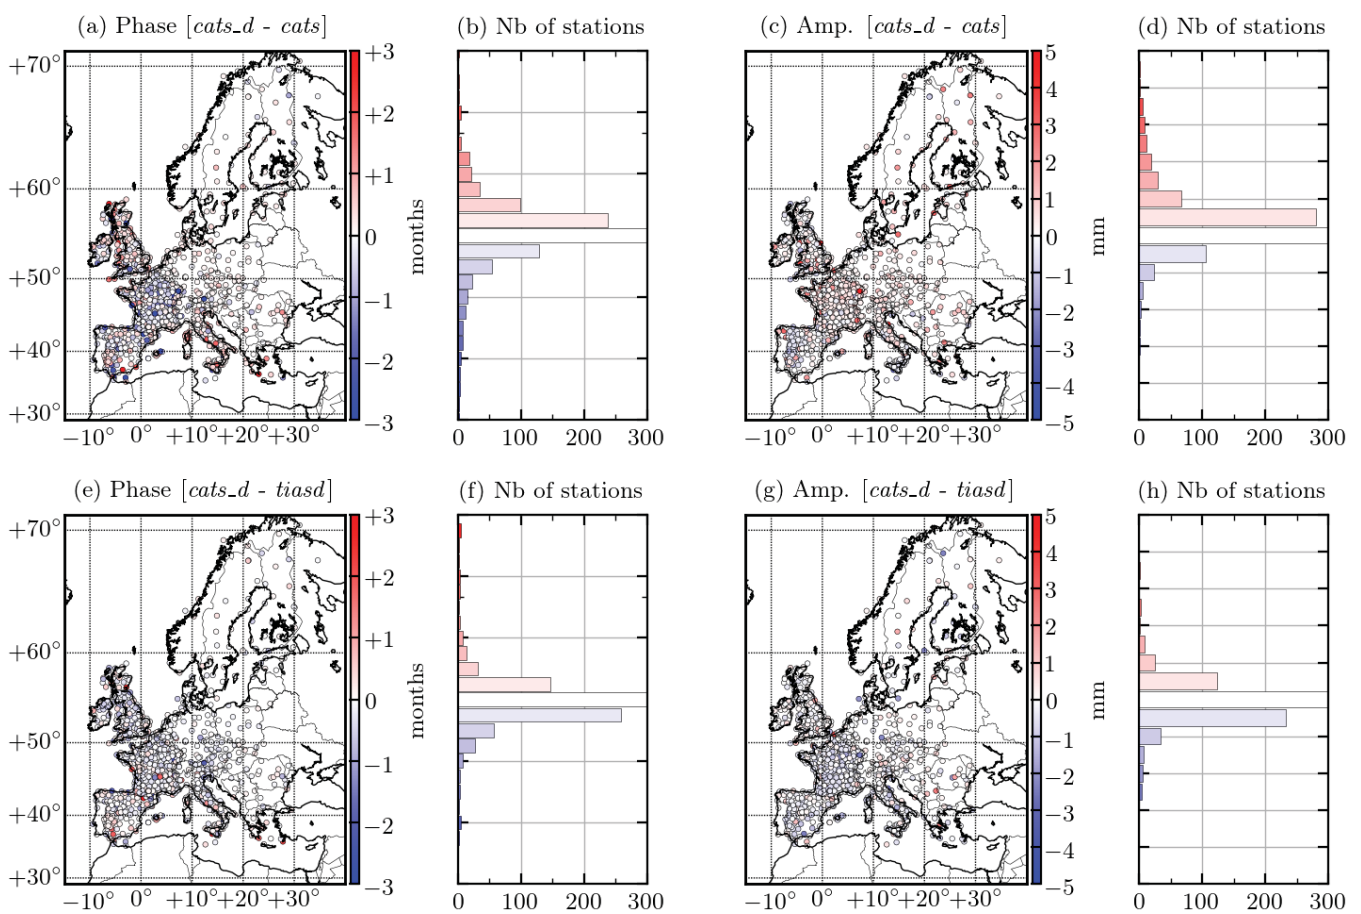 (a) Phase [cats_d - cats]
(b) Nb of stations
(c) Amp. [cats_d - cats]
(d) Nb of stations
+70°
+60°
+50°
+40°
+30°
−10° 0° +10° +20° +30°
+3
+2
+1
0
−1
−2
−3
months
0 100 200 300
−10° 0° +10° +20° +30°
5
4
3
2
1
0
−1
−2
−3
−4
−5
mm
0 100 200 300
(e) Phase [cats_d - tiasd]
(f) Nb of stations
(g) Amp. [cats_d - tiasd]
(h) Nb of stations
+70°
+60°
+50°
+40°
+30°
−10° 0° +10° +20° +30°
+3
+2
+1
0
−1
−2
−3
months
0 100 200 300
−10° 0° +10° +20° +30°
5
4
3
2
1
0
−1
−2
−3
−4
−5
mm
0 100 200 300